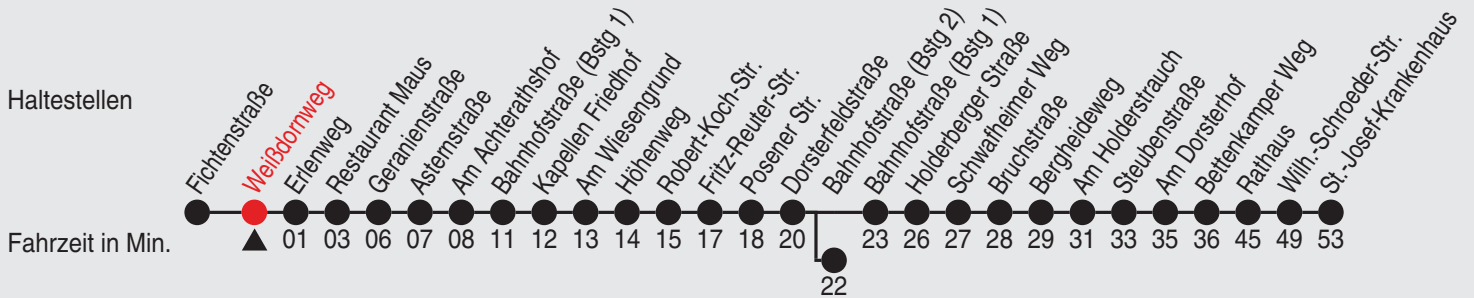 Haltestellen
Fichtenstraße
Weißdornweg
Erlenweg
Restaurant Maus
Geranienstraße
Asternstraße
Am Achterathshof
Bahnhofstraße (Bstg 1)
Kapellen Friedhof
Am Wiesengrund
Höhenweg
Robert-Koch-Str.
Fritz-Reuter-Str.
Posener Str.
Dorsterfeldstraße
Bahnhofstraße (Bstg 2)
Bahnhofstraße (Bstg 1)
Holderberger Straße
Schwafheimer Weg
Bruchstraße
Bergheideweg
Am Holderstrauch
Steubenstraße
Am Dorsterhof
Bettenkamper Weg
Rathaus
Wilh.-Schroeder-Str.
St.-Josef-Krankenhaus
Fahrzeit in Min. 01 03 06 07 08 11 12 13 14 15 17 18 20 23 26 27 28 29 31 33 35 36 45 49 53
22